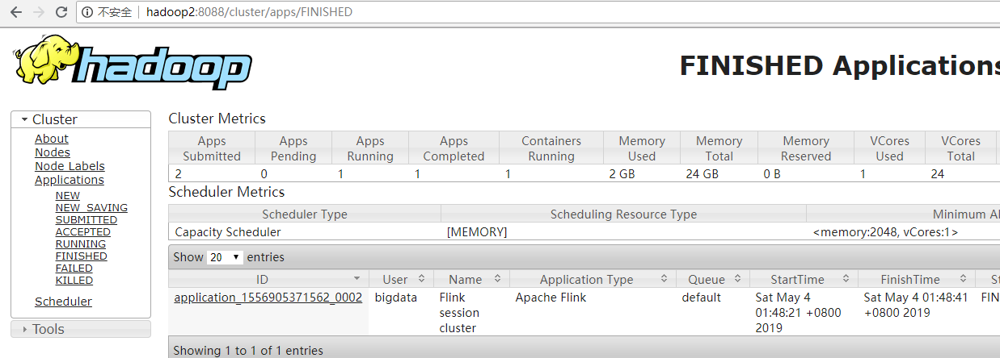 不安全 hadoop2:8088/cluster/apps/FINISHED
hadoop
FINISHED Applications
Cluster
About
Nodes
Node Labels
Applications
NEW
NEW_SAVING
SUBMITTED
ACCEPTED
RUNNING
FINISHED
FAILED
KILLED
Scheduler
Tools
Cluster Metrics
Apps Apps Apps Apps Containers Memory Memory Memory VCores VCores
Submitted Pending Running Completed Running Used Total Reserved Used Total
2 0 1 1 1 2 GB 24 GB 0 B 1 24
Scheduler Metrics
Scheduler Type Scheduling Resource Type Minimum Al
Capacity Scheduler [MEMORY] <memory:2048, vCores:1>
Show 20 entries
ID User Name Application Type Queue StartTime FinishTime St
application_1556905371562_0002 bigdata Flink Apache Flink default Sat May 4 Sat May 4 01:48:41 FIN
session 01:48:21 +0800 +0800 2019
cluster 2019
Showing 1 to 1 of 1 entries